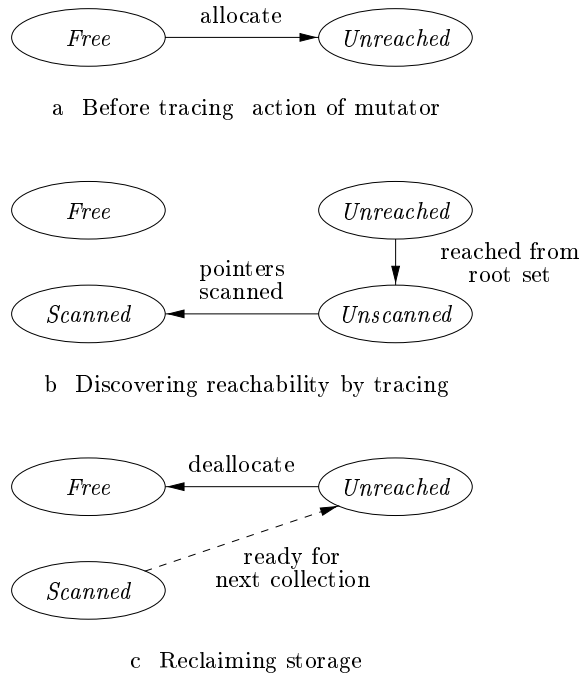 allocate
Free
Unreached
a Before tracing action of mutator
Free
Unreached
reached from
root set
pointers
scanned
Scanned
Unscanned
b Discovering reachability by tracing
deallocate
Free
Unreached
ready for
next collection
Scanned
c Reclaiming storage